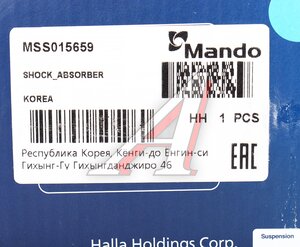 MSS015659
Mando
SHOCK_ABSORBER
KOREA
HH 1 PCS
Республика Корея, Кенги-до Енгин-си
Гихынг-Гу Гихынгданджиро 46
EAC
Halla Holdings Corp.
Suspension